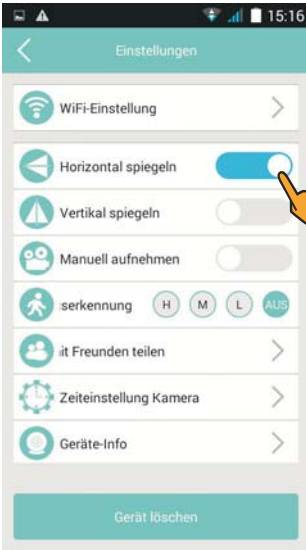 15:16
Einstellungen
WiFi-Einstellung
Horizontal spiegeln
Vertikal spiegeln
Manuell aufnehmen
serkennung H M L AUS
it Freunden teilen
Zeiteinstellung Kamera
Geräte-Info
Gerät löschen